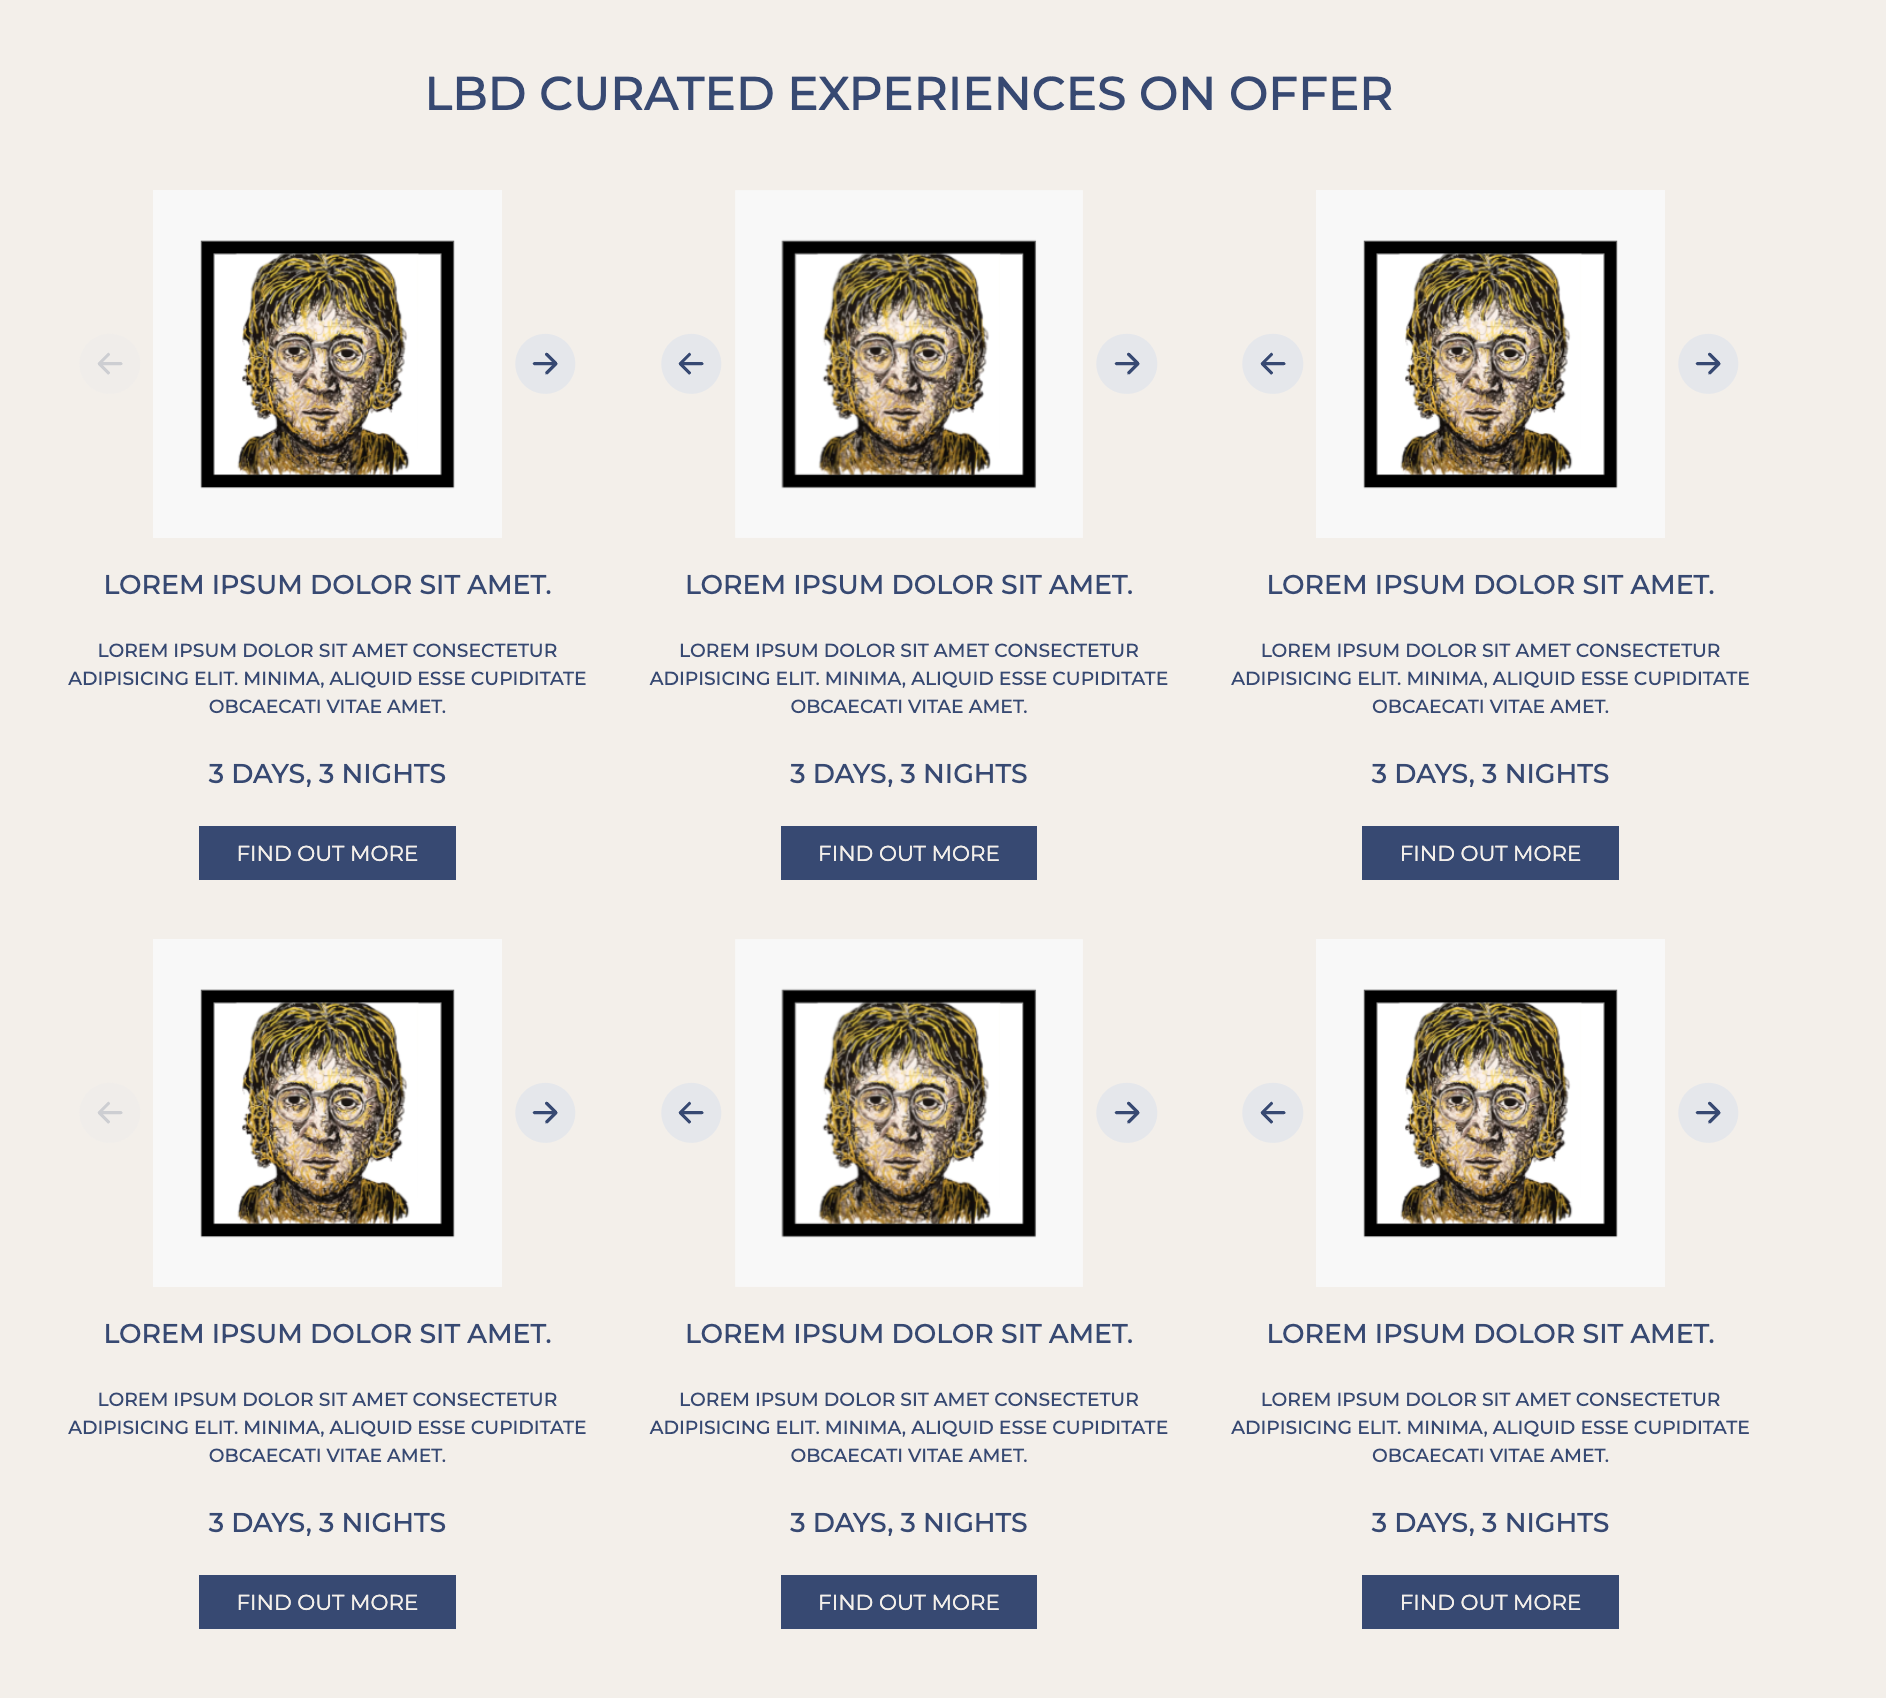 LBD CURATED EXPERIENCES ON OFFER
LOREM IPSUM DOLOR SIT AMET.
LOREM IPSUM DOLOR SIT AMET CONSECTETUR
ADIPISICING ELIT. MINIMA, ALIQUID ESSE CUPIDITATE
OBCAECATI VITAE AMET.
3 DAYS, 3 NIGHTS
FIND OUT MORE
LOREM IPSUM DOLOR SIT AMET.
LOREM IPSUM DOLOR SIT AMET CONSECTETUR
ADIPISICING ELIT. MINIMA, ALIQUID ESSE CUPIDITATE
OBCAECATI VITAE AMET.
3 DAYS, 3 NIGHTS
FIND OUT MORE
LOREM IPSUM DOLOR SIT AMET.
LOREM IPSUM DOLOR SIT AMET CONSECTETUR
ADIPISICING ELIT. MINIMA, ALIQUID ESSE CUPIDITATE
OBCAECATI VITAE AMET.
3 DAYS, 3 NIGHTS
FIND OUT MORE
LOREM IPSUM DOLOR SIT AMET.
LOREM IPSUM DOLOR SIT AMET CONSECTETUR
ADIPISICING ELIT. MINIMA, ALIQUID ESSE CUPIDITATE
OBCAECATI VITAE AMET.
3 DAYS, 3 NIGHTS
FIND OUT MORE
LOREM IPSUM DOLOR SIT AMET.
LOREM IPSUM DOLOR SIT AMET CONSECTETUR
ADIPISICING ELIT. MINIMA, ALIQUID ESSE CUPIDITATE
OBCAECATI VITAE AMET.
3 DAYS, 3 NIGHTS
FIND OUT MORE
LOREM IPSUM DOLOR SIT AMET.
LOREM IPSUM DOLOR SIT AMET CONSECTETUR
ADIPISICING ELIT. MINIMA, ALIQUID ESSE CUPIDITATE
OBCAECATI VITAE AMET.
3 DAYS, 3 NIGHTS
FIND OUT MORE